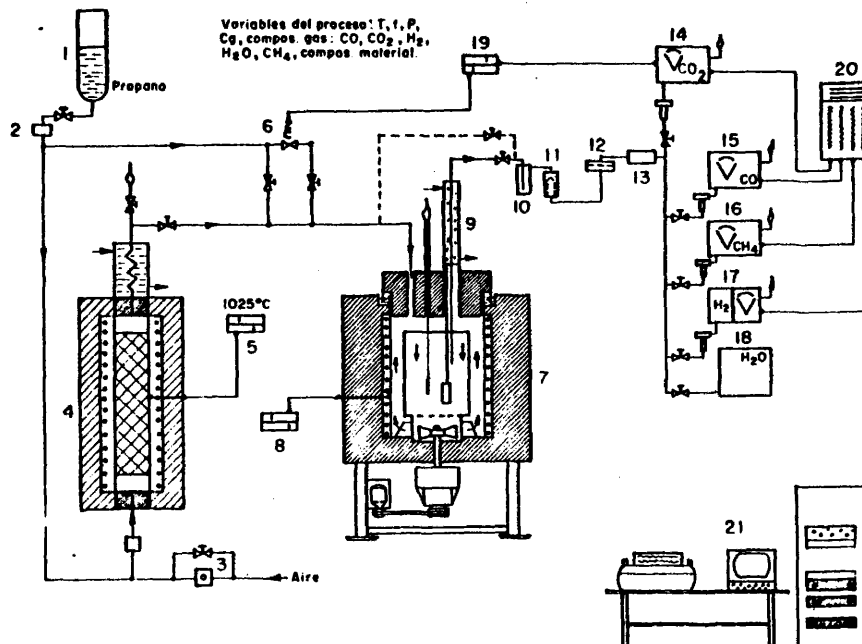 Variables del proceso: T, t, P,
Cg, compos. gas: CO, CO2, H2,
H2O, CH4, compos. material.
1
Propano
2
6
19
14
CO2
20
15
CO
11
12
13
10
16
CH4
9
17
H2
18
H2O
1025°C
5
4
7
8
3
Aire
21